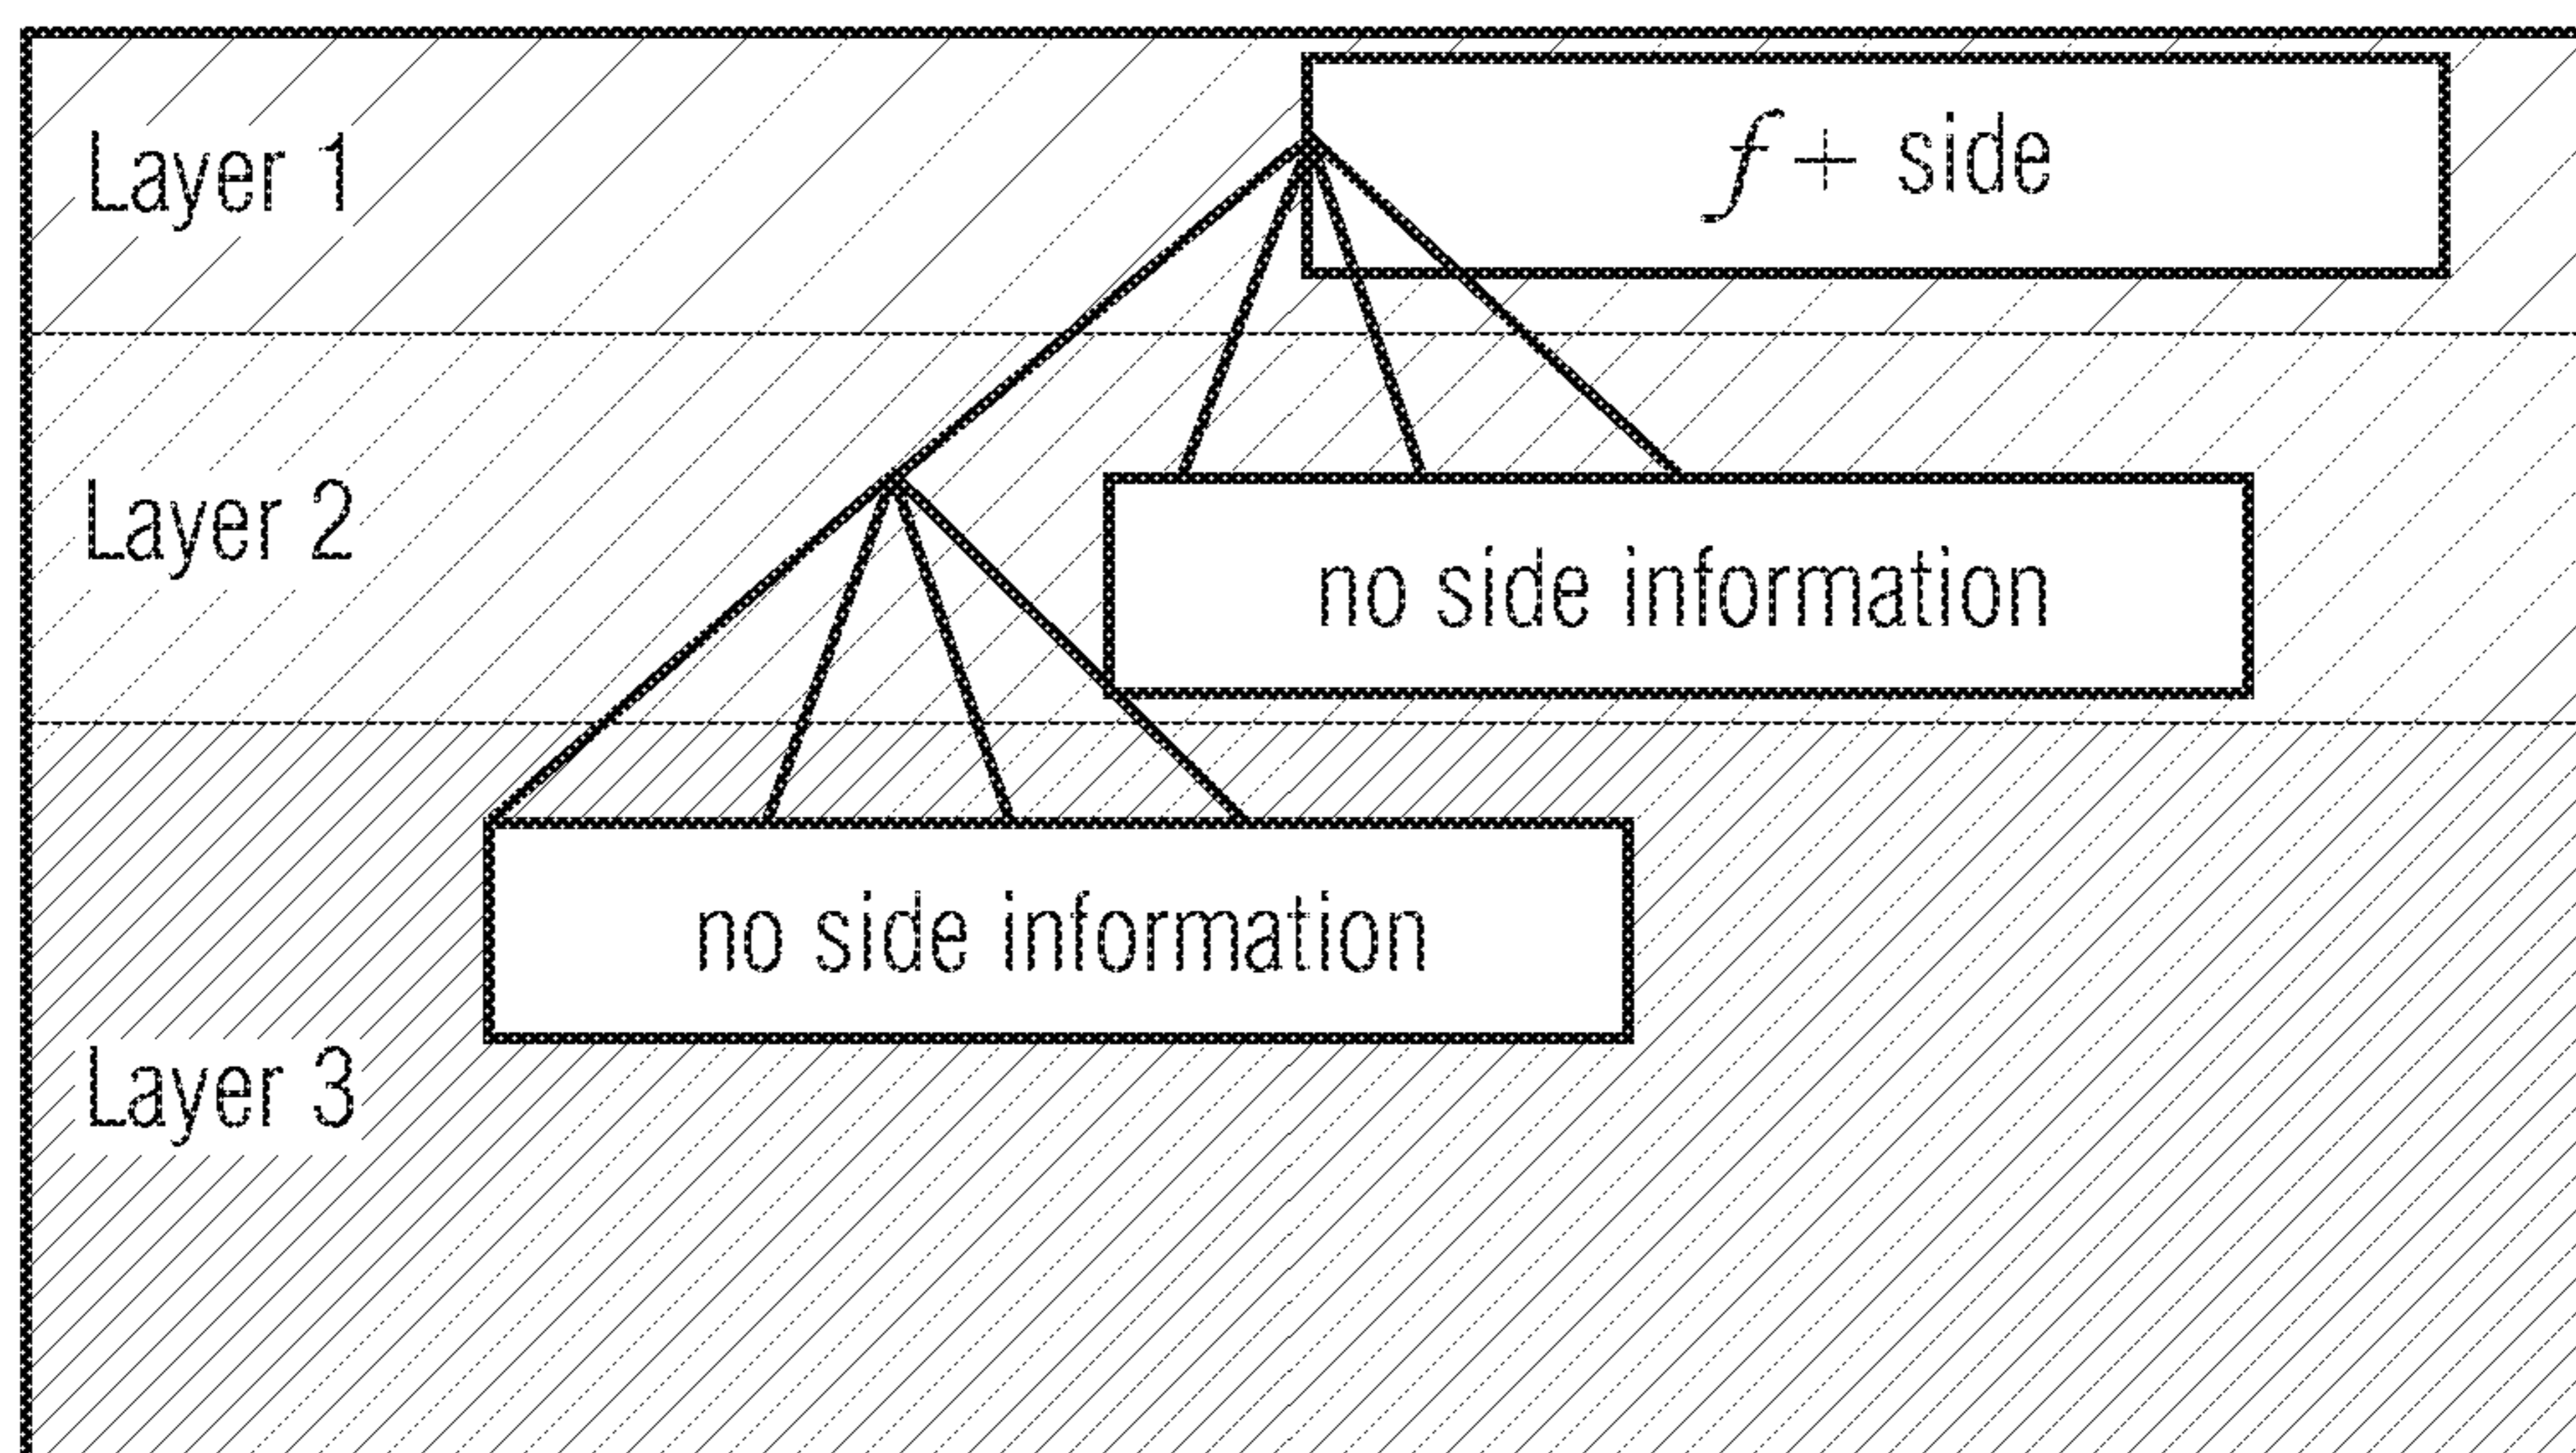 Layer 1
f + side
Layer 2
no side information
no side information
Layer 3